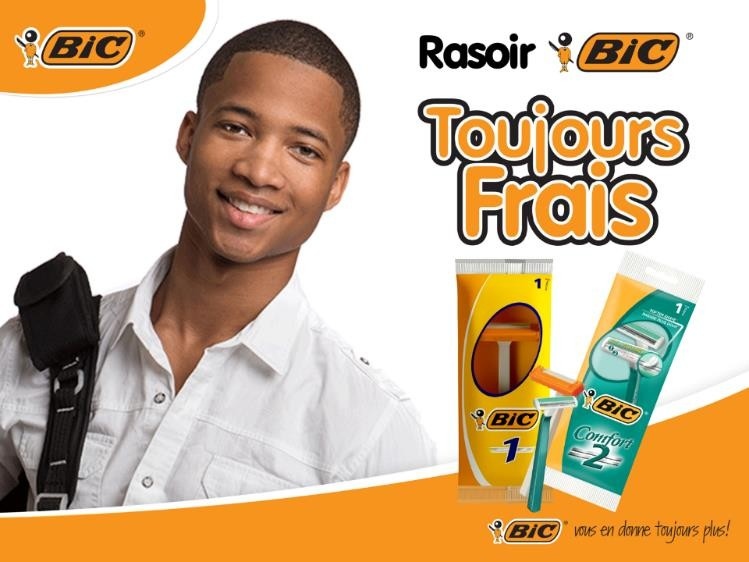 BiC®
Rasoir BiC®
Toujours
Frais
1
1
BiC
1
BiC
Comfort
2
BiC® vous en donne toujours plus!